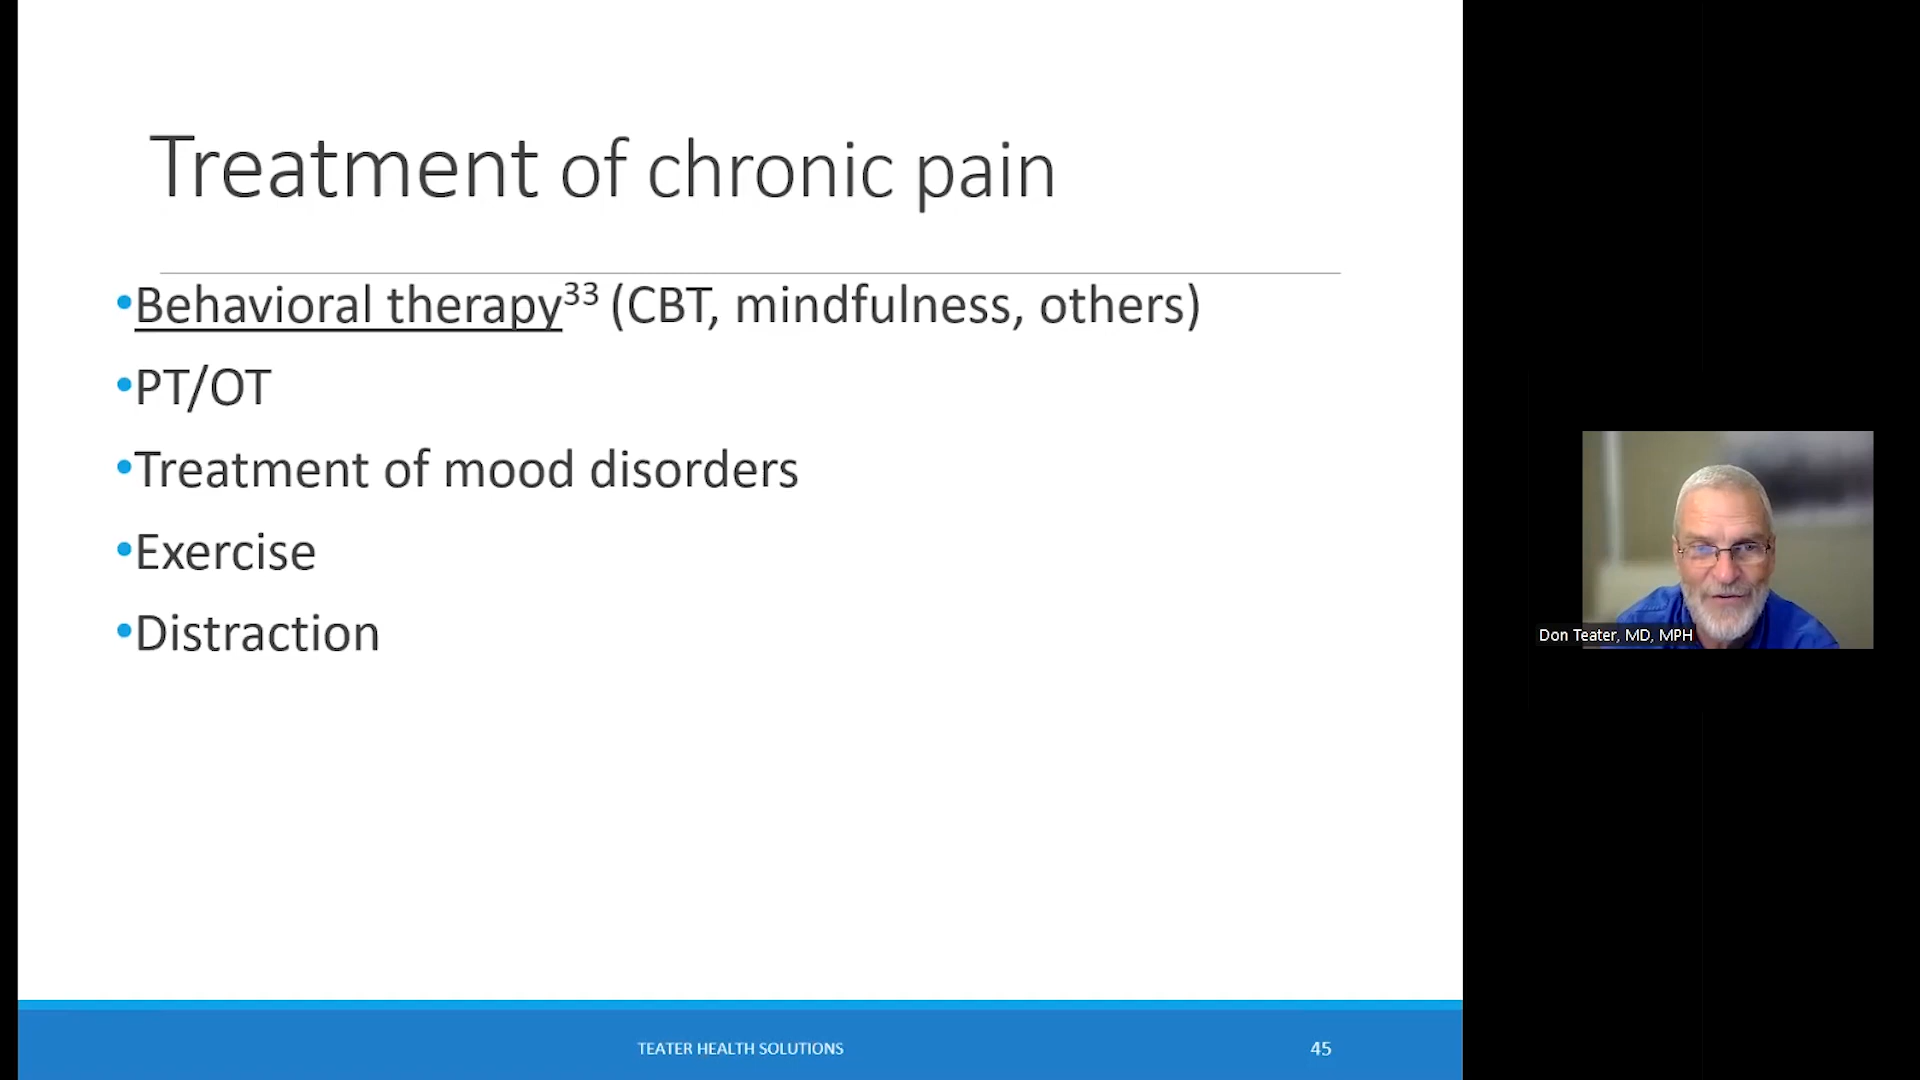 Treatment of chronic pain
•Behavioral therapy³³ (CBT, mindfulness, others)
•PT/OT
•Treatment of mood disorders
•Exercise
•Distraction
Don Teater, MD, MPH
TEATER HEALTH SOLUTIONS
45